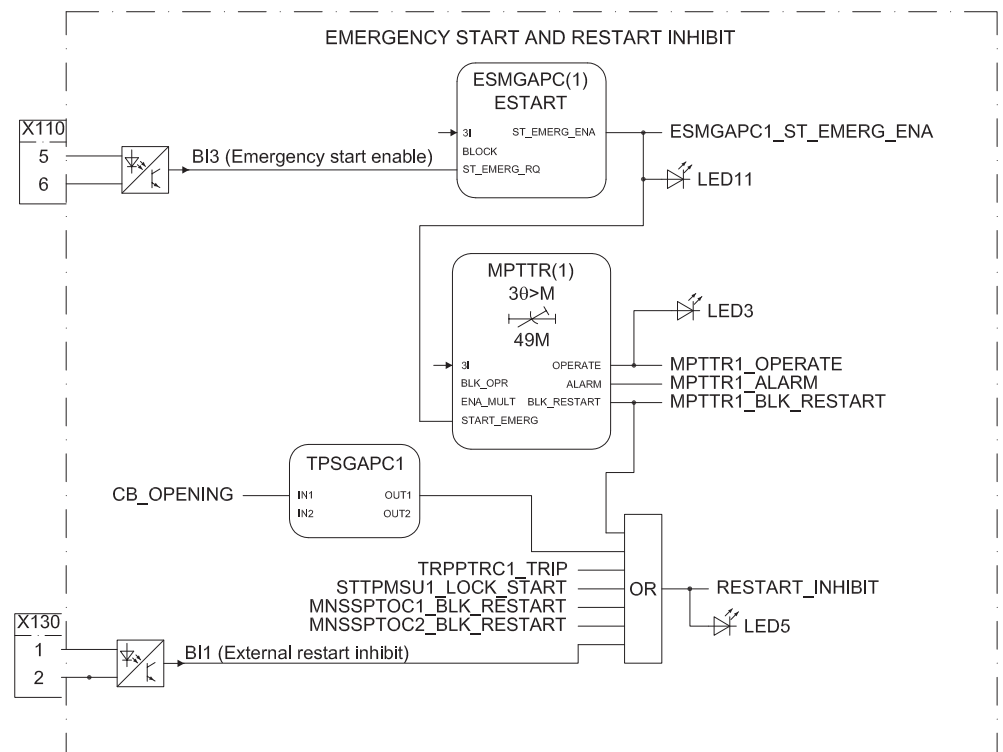 EMERGENCY START AND RESTART INHIBIT
ESMGAPC(1)
ESTART
3I
ST_EMERG_ENA
BLOCK
ST_EMERG_RQ
ESMGAPC1_ST_EMERG_ENA
LED11
X110
5
6
BI3 (Emergency start enable)
MPTTR(1)
3θ>M
49M
3I
OPERATE
BLK_OPR
ALARM
ENA_MULT
BLK_RESTART
START_EMERG
LED3
MPTTR1_OPERATE
MPTTR1_ALARM
MPTTR1_BLK_RESTART
TPSGAPC1
CB_OPENING
IN1
OUT1
IN2
OUT2
TRPPTRC1_TRIP
STTPMSU1_LOCK_START
MNSSPTOC1_BLK_RESTART
MNSSPTOC2_BLK_RESTART
OR
RESTART_INHIBIT
LED5
X130
1
2
BI1 (External restart inhibit)